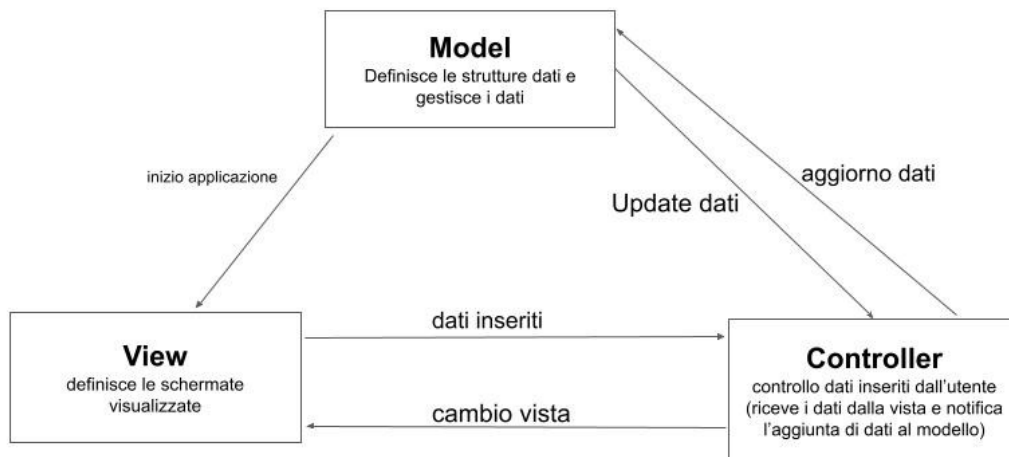 Model
Definisce le strutture dati e
gestisce i dati
inizio applicazione
aggiorno dati
Update dati
dati inseriti
View
definisce le schermate
visualizzate
Controller
controllo dati inseriti dall'utente
(riceve i dati dalla vista e notifica
l'aggiunta di dati al modello)
cambio vista